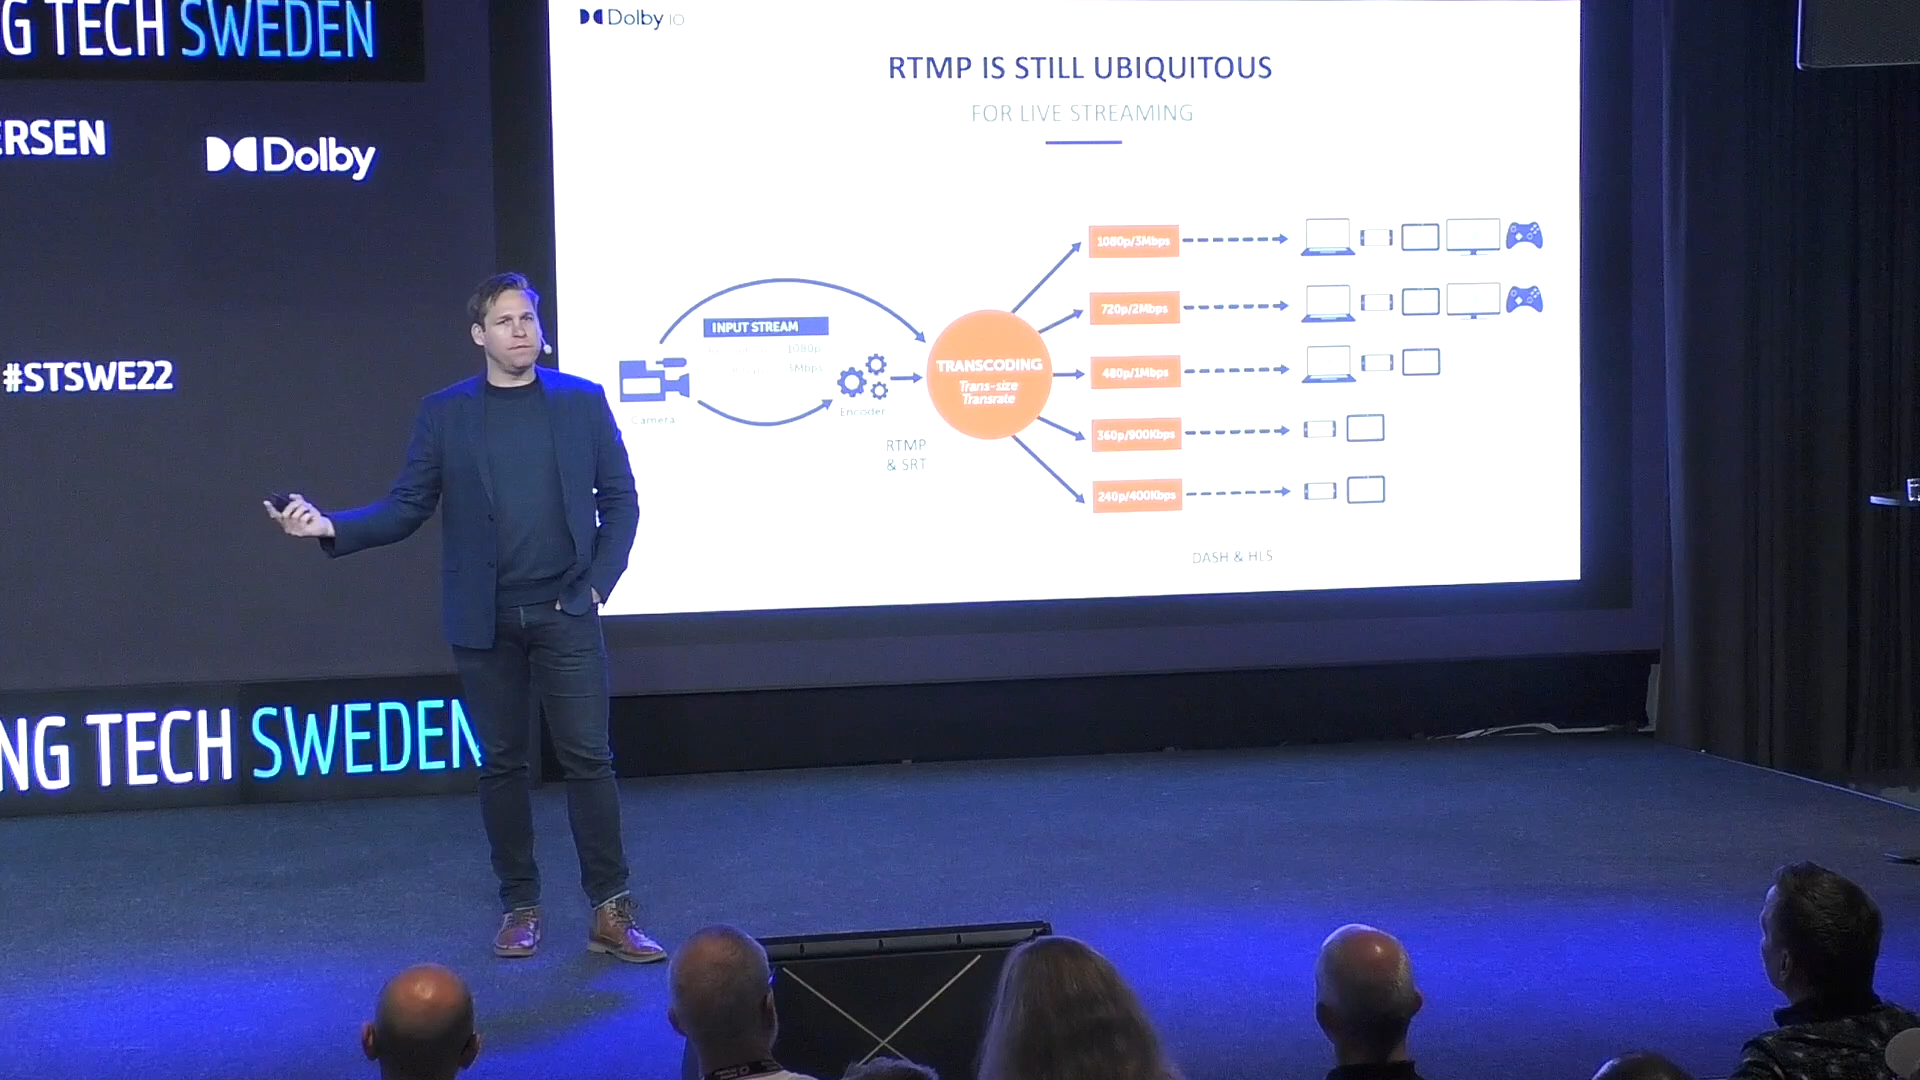 G TECH SWEDEN
ERSEN
Dolby
#STSWE22
NG TECH SWEDEN
Dolby IO
RTMP IS STILL UBIQUITOUS
FOR LIVE STREAMING
INPUT STREAM
1080p
3Mbps
Camera
Encoder
RTMP
& SRT
TRANSCODING
Trans-size
Transrate
1080p/3Mbps
720p/2Mbps
480p/1Mbps
360p/900Kbps
240p/400Kbps
DASH & HLS